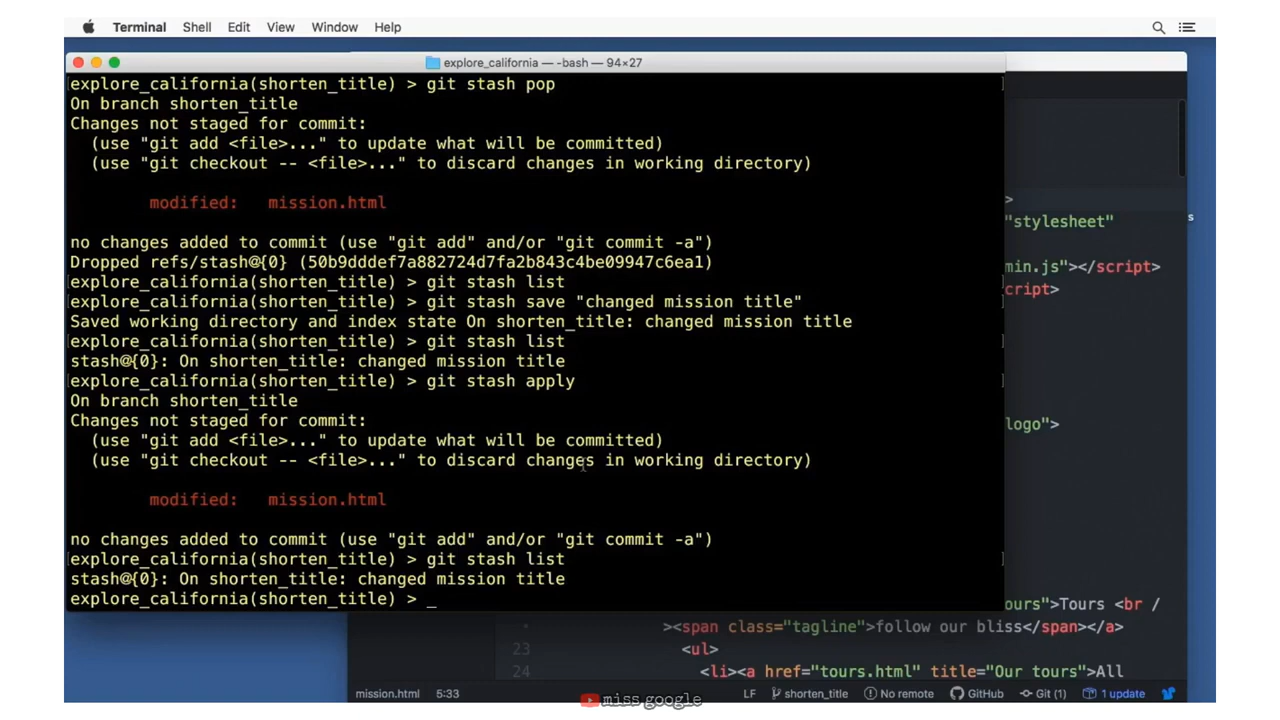 Terminal Shell Edit View Window Help
explore_california — -bash — 94×27
explore_california(shorten_title) > git stash pop
On branch shorten_title
Changes not staged for commit:
(use "git add <file>..." to update what will be committed)
(use "git checkout -- <file>..." to discard changes in working directory)
modified: mission.html
no changes added to commit (use "git add" and/or "git commit -a")
Dropped refs/stash@{0} (50b9dddef7a882724d7fa2b843c4be09947c6ea1)
explore_california(shorten_title) > git stash list
explore_california(shorten_title) > git stash save "changed mission title"
Saved working directory and index state On shorten_title: changed mission title
explore_california(shorten_title) > git stash list
stash@{0}: On shorten_title: changed mission title
explore_california(shorten_title) > git stash apply
On branch shorten_title
Changes not staged for commit:
(use "git add <file>..." to update what will be committed)
(use "git checkout -- <file>..." to discard changes in working directory)
modified: mission.html
no changes added to commit (use "git add" and/or "git commit -a")
explore_california(shorten_title) > git stash list
stash@{0}: On shorten_title: changed mission title
explore_california(shorten_title) > _
>
"stylesheet"
s
min.js"></script>
cript>
logo">
ours">Tours <br /
><span class="tagline">follow our bliss</span></a>
23 <ul>
24 <li><a href="tours.html" title="Our tours">All
mission.html 5:33 LF shorten_title No remote GitHub Git (1) 1 update
miss google